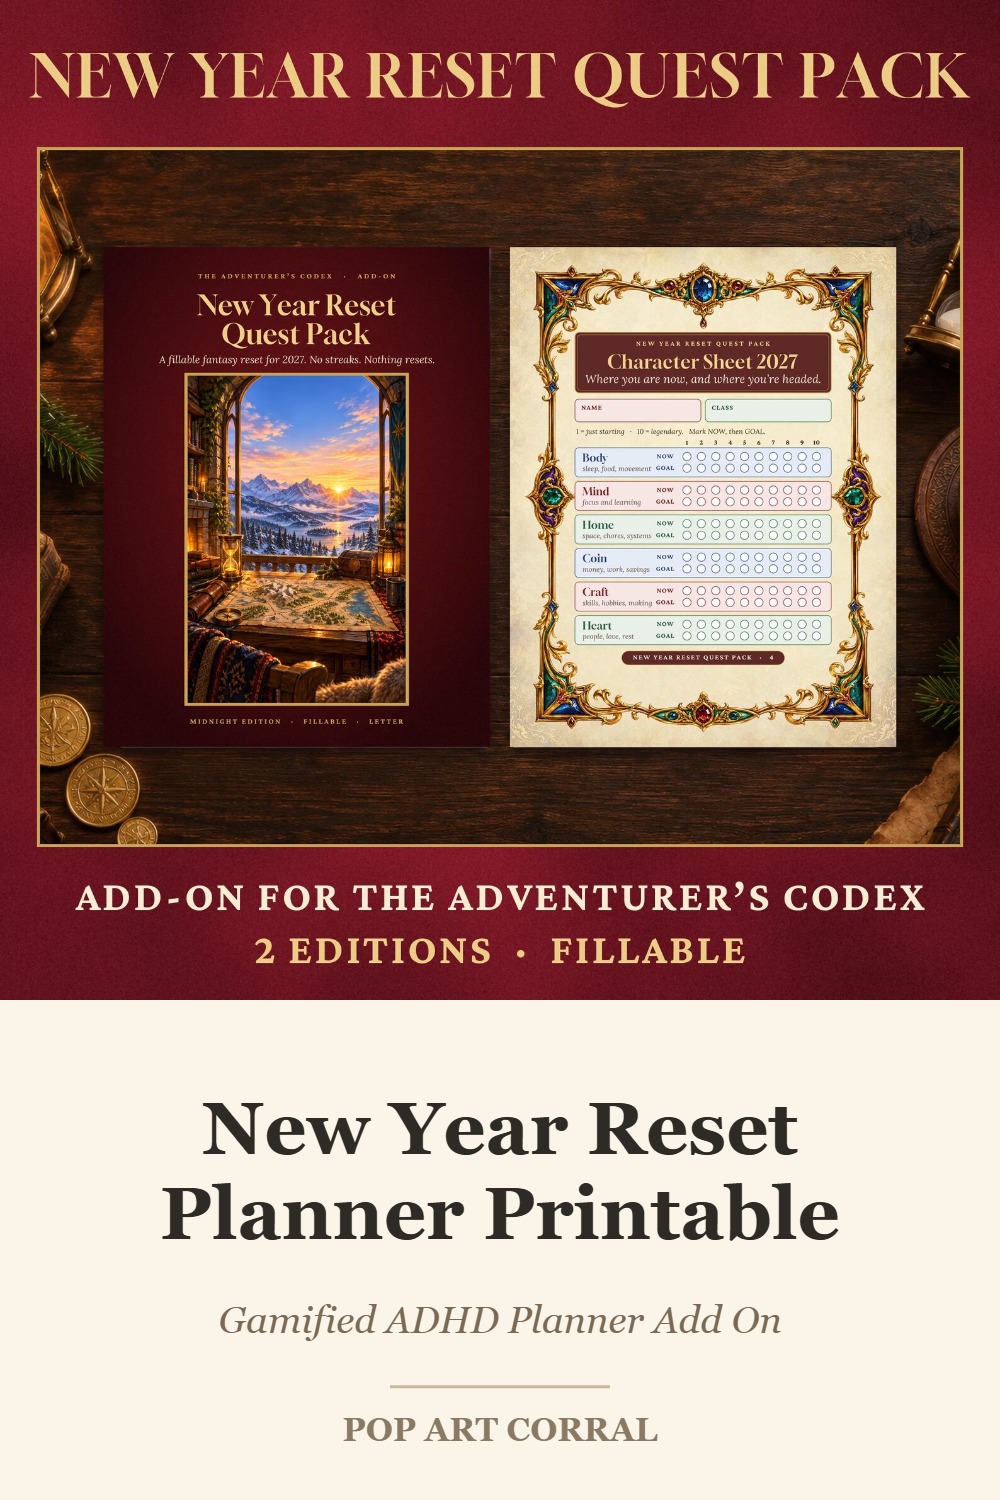 NEW YEAR RESET QUEST PACK
THE ADVENTURER'S CODEX · ADD-ON
New Year Reset
Quest Pack
A fillable fantasy reset for 2027. No streaks. Nothing resets.
MIDNIGHT EDITION · FILLABLE · LETTER
NEW YEAR RESET QUEST PACK
Character Sheet 2027
Where you are now, and where you're headed.
NAME
CLASS
1 = just starting · 10 = legendary. Mark NOW, then GOAL.
1 2 3 4 5 6 7 8 9 10
Body NOW
sleep, food, movement GOAL
Mind NOW
focus and learning GOAL
Home NOW
space, chores, systems GOAL
Coin NOW
money, work, savings GOAL
Craft NOW
skills, hobbies, making GOAL
Heart NOW
people, love, rest GOAL
NEW YEAR RESET QUEST PACK · 4
ADD-ON FOR THE ADVENTURER'S CODEX
2 EDITIONS · FILLABLE
New Year Reset
Planner Printable
Gamified ADHD Planner Add On
POP ART CORRAL